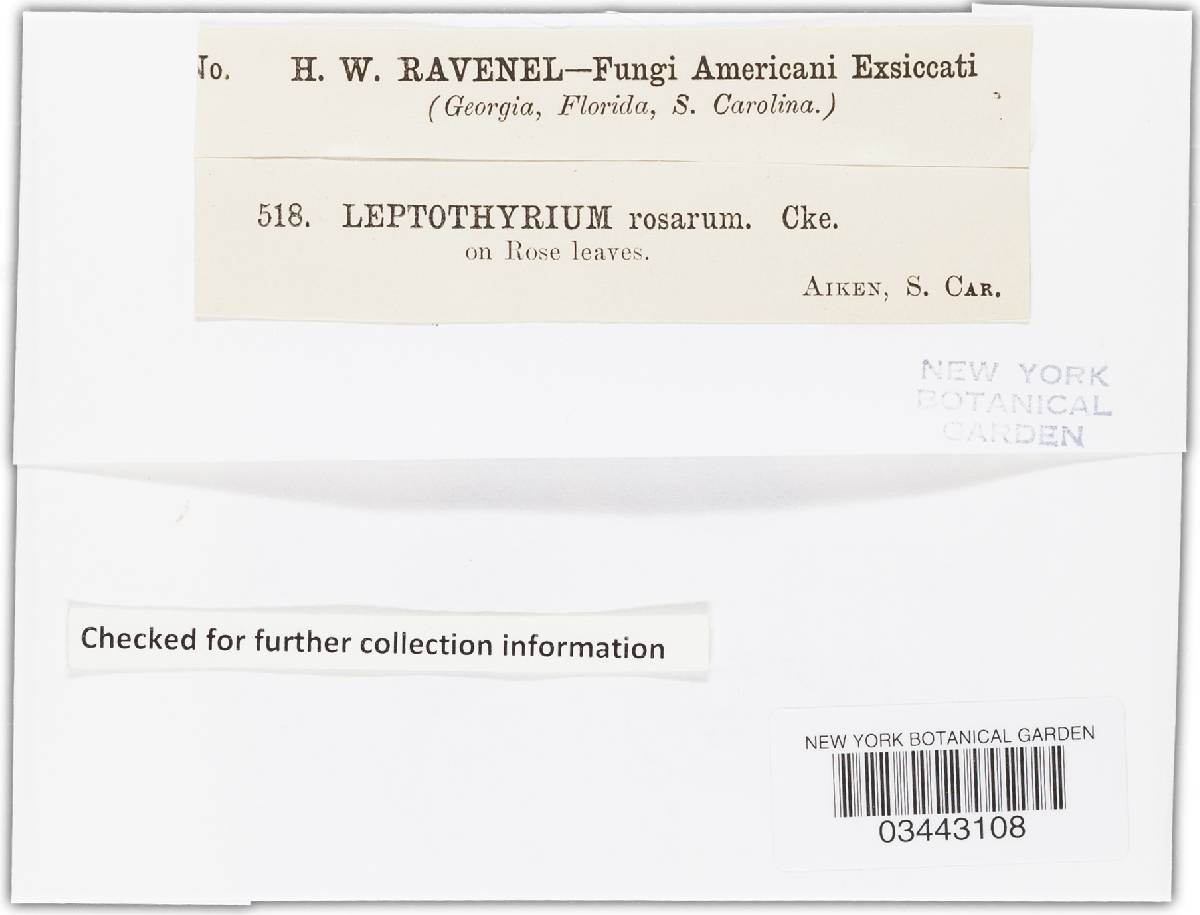 No. H. W. RAVENEL—Fungi Americani Exsiccati
(Georgia, Florida, S. Carolina.)
518. LEPTOTHYRIUM rosarum. Cke.
on Rose leaves.
AIKEN, S. CAR.
NEW YORK
BOTANICAL
GARDEN
Checked for further collection information
NEW YORK BOTANICAL GARDEN
03443108